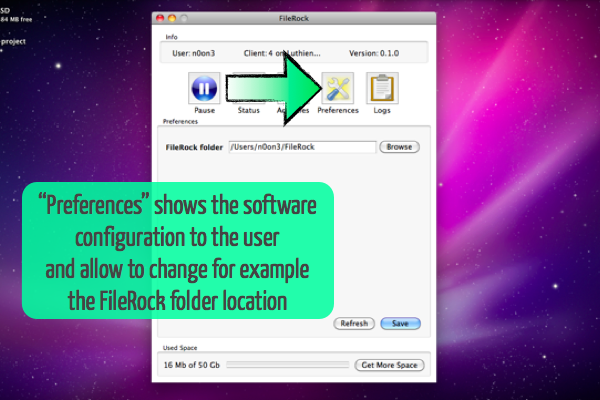 SD
84 MB free
project
FileRock
Info
User: n0on3 Client: 4 on Luthien... Version: 0.1.0
Pause Status Preferences Logs
Preferences
FileRock folder /Users/n0on3/FileRock Browse
“Preferences” shows the software
configuration to the user
and allow to change for example
the FileRock folder location
Refresh Save
Used Space
16 Mb of 50 Gb Get More Space